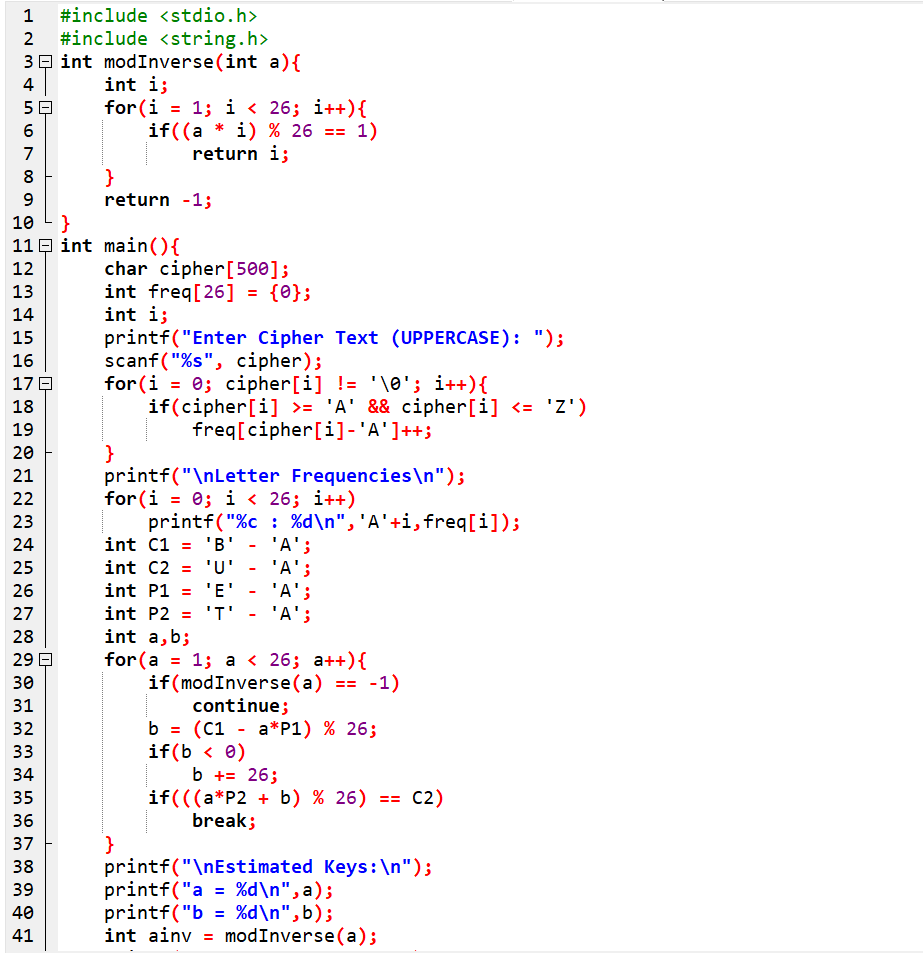 1 #include <stdio.h>
2 #include <string.h>
3 int modInverse(int a){
4     int i;
5     for(i = 1; i < 26; i++){
6         if((a * i) % 26 == 1)
7             return i;
8     }
9     return -1;
10 }
11 int main(){
12     char cipher[500];
13     int freq[26] = {0};
14     int i;
15     printf("Enter Cipher Text (UPPERCASE): ");
16     scanf("%s", cipher);
17     for(i = 0; cipher[i] != '\0'; i++){
18         if(cipher[i] >= 'A' && cipher[i] <= 'Z')
19             freq[cipher[i]-'A']++;
20     }
21     printf("\nLetter Frequencies\n");
22     for(i = 0; i < 26; i++)
23         printf("%c : %d\n",'A'+i,freq[i]);
24     int C1 = 'B' - 'A';
25     int C2 = 'U' - 'A';
26     int P1 = 'E' - 'A';
27     int P2 = 'T' - 'A';
28     int a,b;
29     for(a = 1; a < 26; a++){
30         if(modInverse(a) == -1)
31             continue;
32         b = (C1 - a*P1) % 26;
33         if(b < 0)
34             b += 26;
35         if(((a*P2 + b) % 26) == C2)
36             break;
37     }
38     printf("\nEstimated Keys:\n");
39     printf("a = %d\n",a);
40     printf("b = %d\n",b);
41     int ainv = modInverse(a);